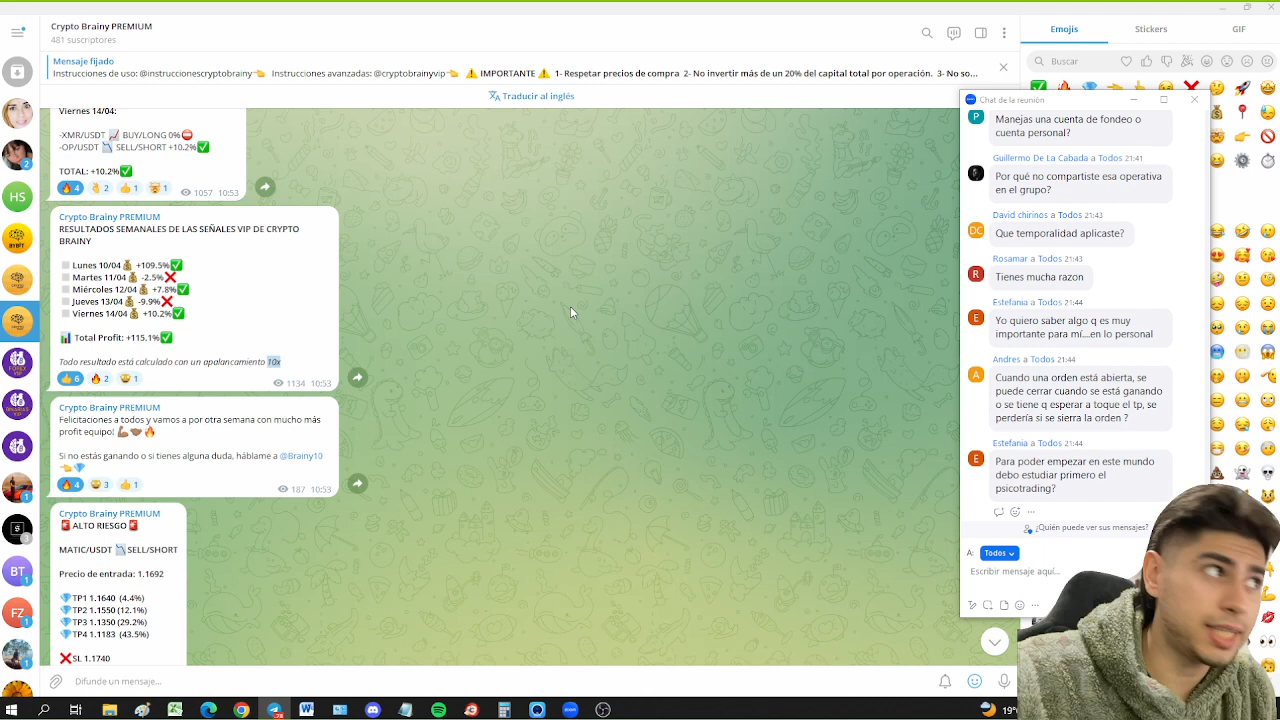 Crypto Brainy PREMIUM
481 suscriptores
Mensaje fijado
Instrucciones de uso: @instruccionescryptobrainy👈 Instrucciones avanzadas: @cryptobrainyvip👈 ⚠️ IMPORTANTE ⚠️ 1- Respetar precios de compra 2- No invertir más de un 20% del capital total por operación. 3- No so...
Traducir al inglés
Viernes 14/04:
-XMR/USDT 📈 BUY/LONG 0%⛔
-OP/USDT 📉 SELL/SHORT +10.2%✅
TOTAL: +10.2%✅
🔥 4 👏 2 👍 1 🤯 1 1057 10:53
Crypto Brainy PREMIUM
RESULTADOS SEMANALES DE LAS SEÑALES VIP DE CRYPTO
BRAINY
◻️ Lunes 10/04 💰 +109.5%✅
◻️ Martes 11/04 💰 -2.5%❌
◻️ Miércoles 12/04 💰 +7.8%✅
◻️ Jueves 13/04 💰 -9.9%❌
◻️ Viernes 14/04 💰 +10.2%✅
📊 Total Profit: +115.1%✅
Todo resultado está calculado con un apalancamiento 10x
👍 6 🔥 2 🤩 1 1134 10:53
Crypto Brainy PREMIUM
Felicitaciones a todos y vamos a por otra semana con mucho más
profit equipo! 💪🤝🔥
Si no estás ganando o si tienes alguna duda, háblame a @Brainy10
👈💎
🔥 4 🤩 3 👍 1 187 10:53
Crypto Brainy PREMIUM
🚨 ALTO RIESGO🚨
MATIC/USDT 📉SELL/SHORT
Precio de entrada: 1.1692
💎TP1 1.1640 (4.4%)
💎TP2 1.1550 (12.1%)
💎TP3 1.1350 (29.2%)
💎TP4 1.1183 (43.5%)
❌SL 1.1740
Difunde un mensaje...
Emojis Stickers GIF
Buscar
Chat de la reunión
Manejas una cuenta de fondeo o
cuenta personal?
Guillermo De La Cabada a Todos 21:41
Por qué no compartiste esa operativa
en el grupo?
David chirinos a Todos 21:43
Que temporalidad aplicaste?
Rosamar a Todos 21:43
Tienes mucha razon
Estefania a Todos 21:44
Yo quiero saber algo q es muy
importante para mí...en lo personal
Andres a Todos 21:44
Cuando una orden está abierta, se
puede cerrar cuando se está ganando
o se tiene q esperar a toque el tp, se
perdería si se sierra la orden ?
Estefania a Todos 21:44
Para poder empezar en este mundo
debo estudiar primero el
psicotrading?
¿Quién puede ver sus mensajes?
A: Todos
Escribir mensaje aquí...
HS
BYBIT
FOREX VIP
BINARIAS VIP
BT
FZ
P
DC
R
E
A
E
19°